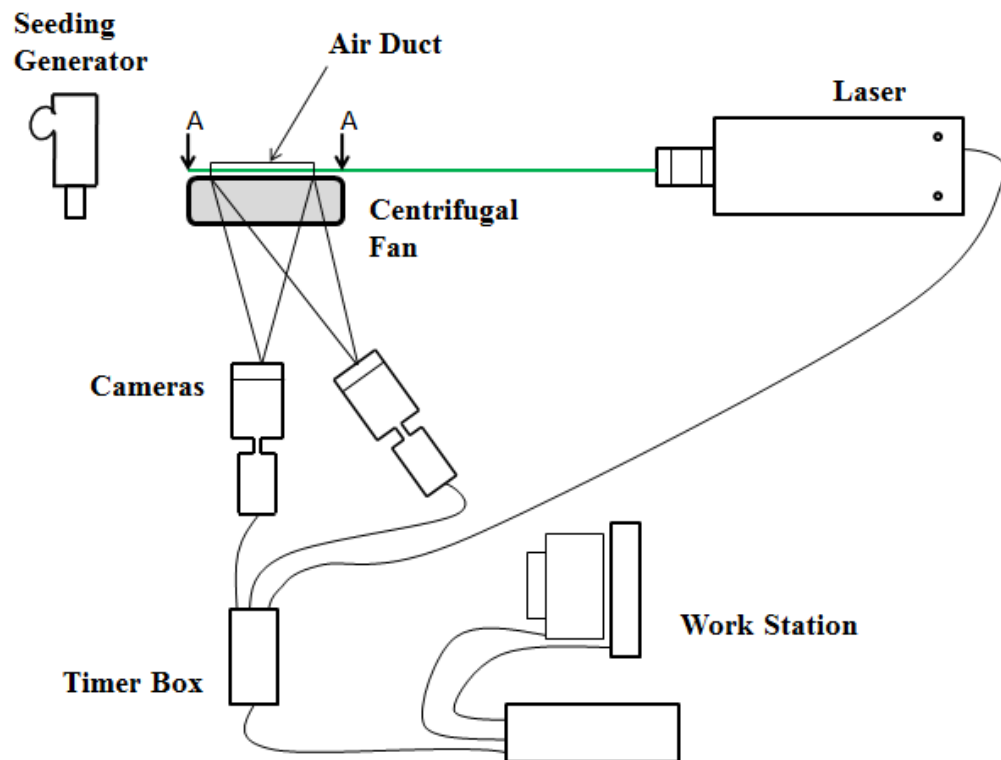 Seeding
Generator
Air Duct
Laser
A
A
Centrifugal
Fan
Cameras
Work Station
Timer Box